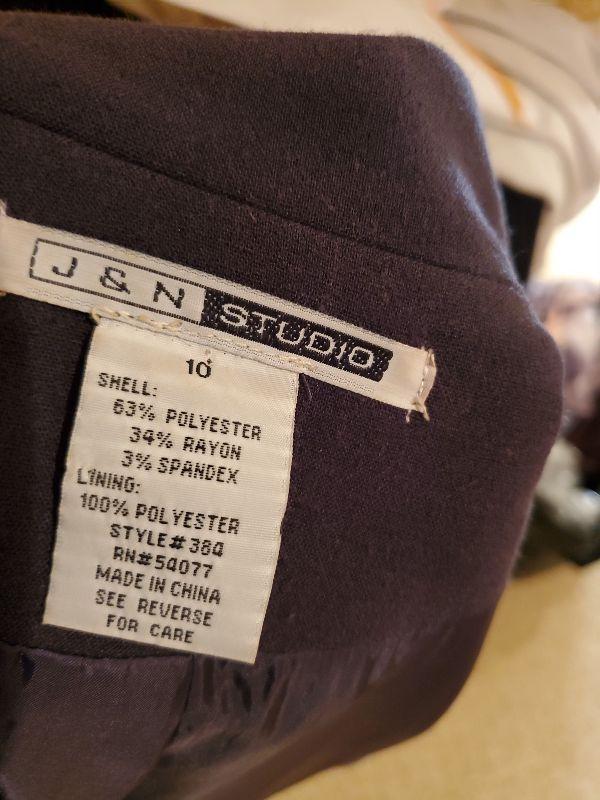 J & N STUDIO
10
SHELL:
63% POLYESTER
34% RAYON
3% SPANDEX
LINING:
100% POLYESTER
STYLE# 384
RN#54077
MADE IN CHINA
SEE REVERSE
FOR CARE